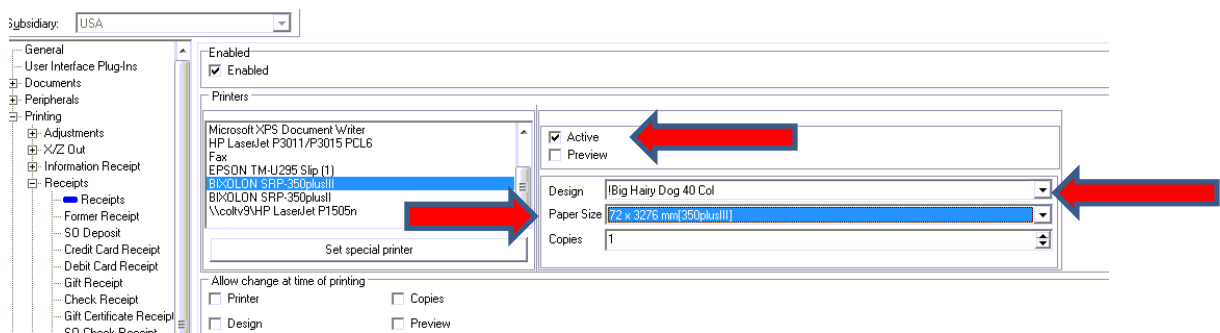 Subsidiary: USA
General
User Interface Plug-Ins
Documents
Peripherals
Printing
Adjustments
X/Z Out
Information Receipt
Receipts
Receipts
Former Receipt
SO Deposit
Credit Card Receipt
Debit Card Receipt
Gift Receipt
Check Receipt
Gift Certificate Receipt
SO Check Receipt
Enabled
Enabled
Printers
Microsoft XPS Document Writer
HP LaserJet P3011/P3015 PCL6
Fax
EPSON TM-U295 Slip (1)
BIXOLON SRP-350plusIII
BIXOLON SRP-350plusII
\\coltv9\HP LaserJet P1505n
Set special printer
Active
Preview
Design !Big Hairy Dog 40 Col
Paper Size 72 x 3276 mm[350plusIII]
Copies 1
Allow change at time of printing
Printer Copies
Design Preview